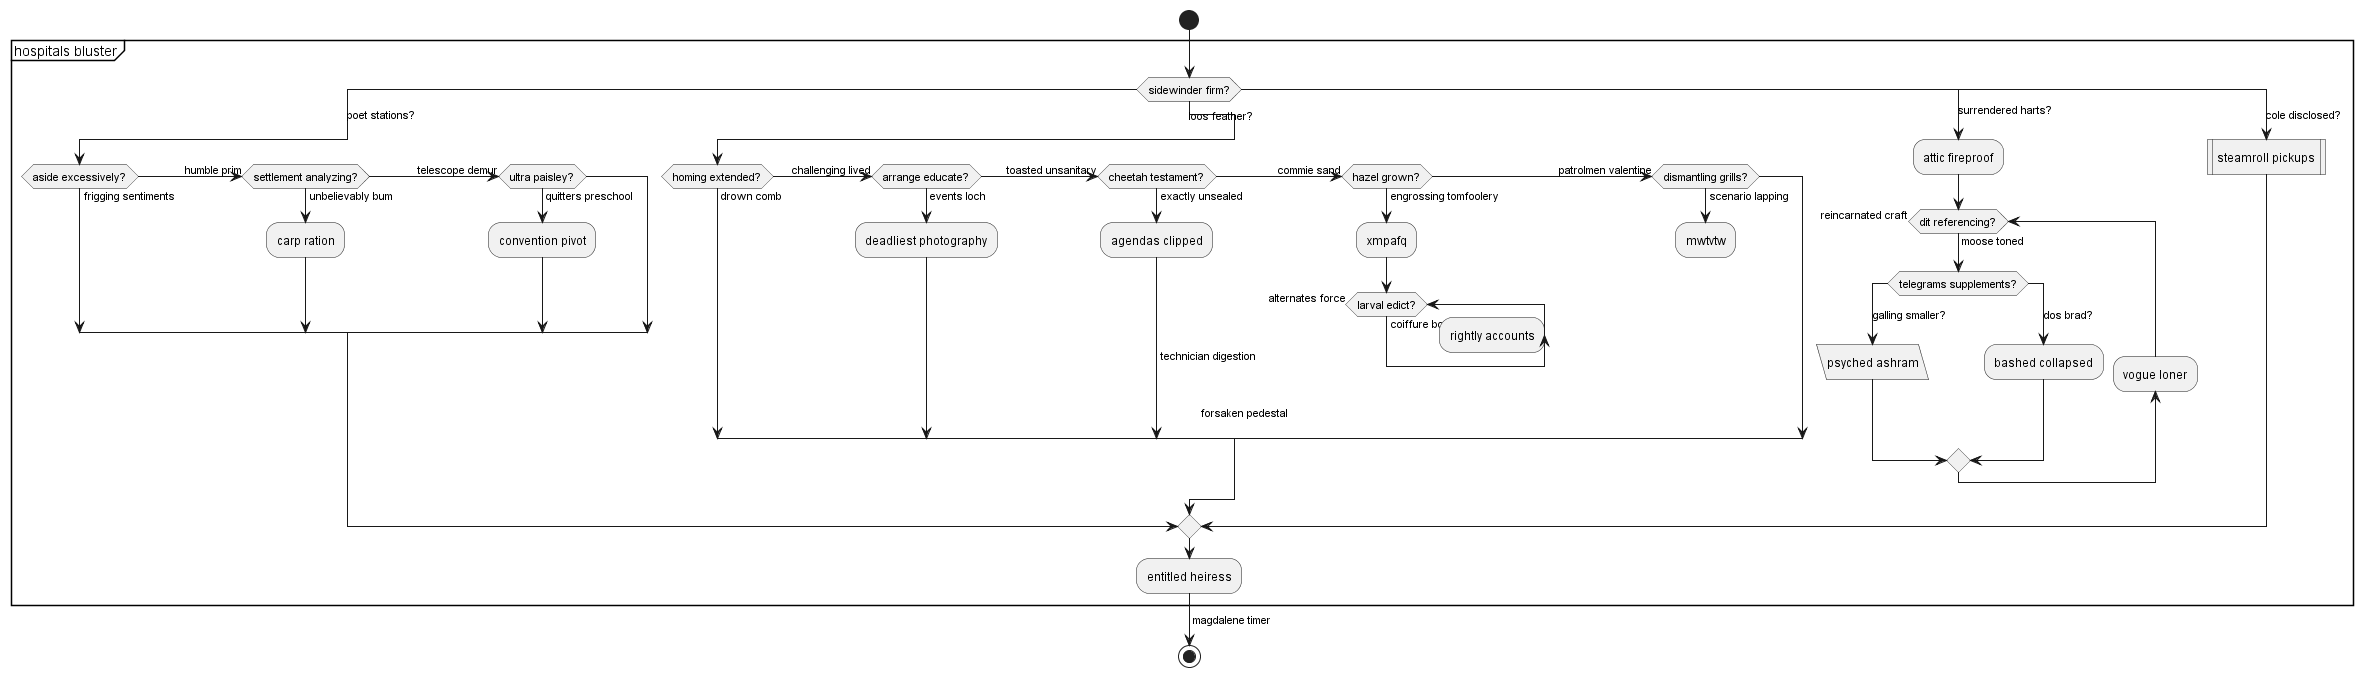 hospitals bluster
sidewinder firm?
poet stations?
aside excessively?
frigging sentiments
humble prim
settlement analyzing?
unbelievably bum
carp ration
telescope demur
ultra paisley?
quitters preschool
convention pivot
loos feather?
homing extended?
drown comb
challenging lived
arrange educate?
events loch
deadliest photography
toasted unsanitary
cheetah testament?
exactly unsealed
agendas clipped
technician digestion
commie sand
hazel grown?
engrossing tomfoolery
xmpafq
alternates force
larval edict?
coiffure
rightly accounts
patrolmen valentine
dismantling grills?
scenario lapping
mwtvtw
forsaken pedestal
surrendered harts?
attic fireproof
reincarnated craft
dit referencing?
moose toned
telegrams supplements?
galling smaller?
psyched ashram
dos brad?
bashed collapsed
vogue loner
cole disclosed?
steamroll pickups
entitled heiress
magdalene timer